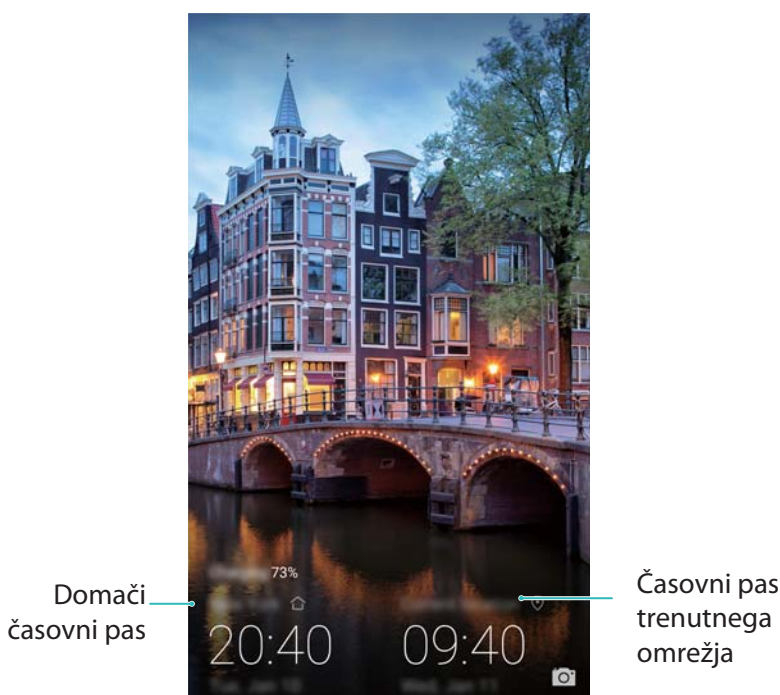 73%
Domači
časovni pas
Časovni pas
trenutnega
omrežja
20:40 09:40